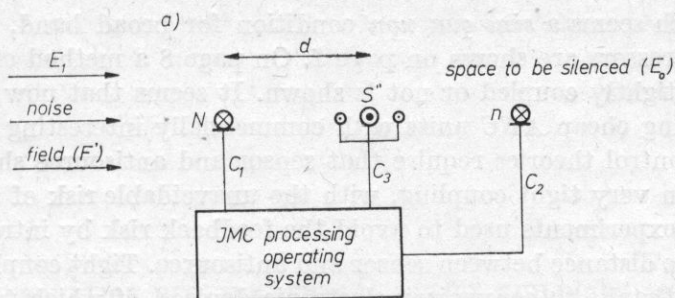 a)
d
E₁
noise
field (E')
N
S"
space to be silenced (E₀)
n
C₁
C₃
C₂
JMC processing
operating
system